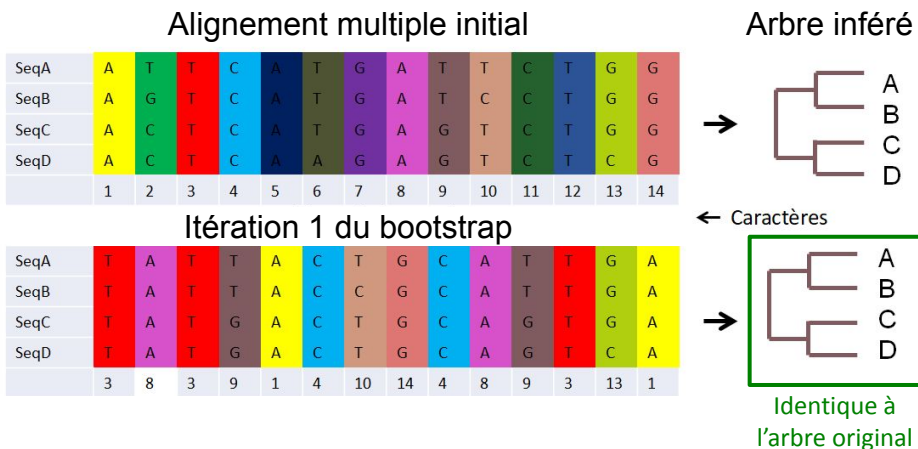 Alignement multiple initial
Arbre inféré
SeqA A T T C A T G A T T C T G G
SeqB A G T C A T G A T C C T G G
SeqC A C T C A T G A G T C T G G
SeqD A C T C A A G A G T C T C G
1 2 3 4 5 6 7 8 9 10 11 12 13 14
A
B
C
D
← Caractères
Itération 1 du bootstrap
SeqA T A T T A C T G C A T T G A
SeqB T A T T A C C G C A T T G A
SeqC T A T G A C T G C A G T G A
SeqD T A T G A C T G C A G T C A
3 8 3 9 1 4 10 14 4 8 9 3 13 1
A
B
C
D
Identique à
l'arbre original